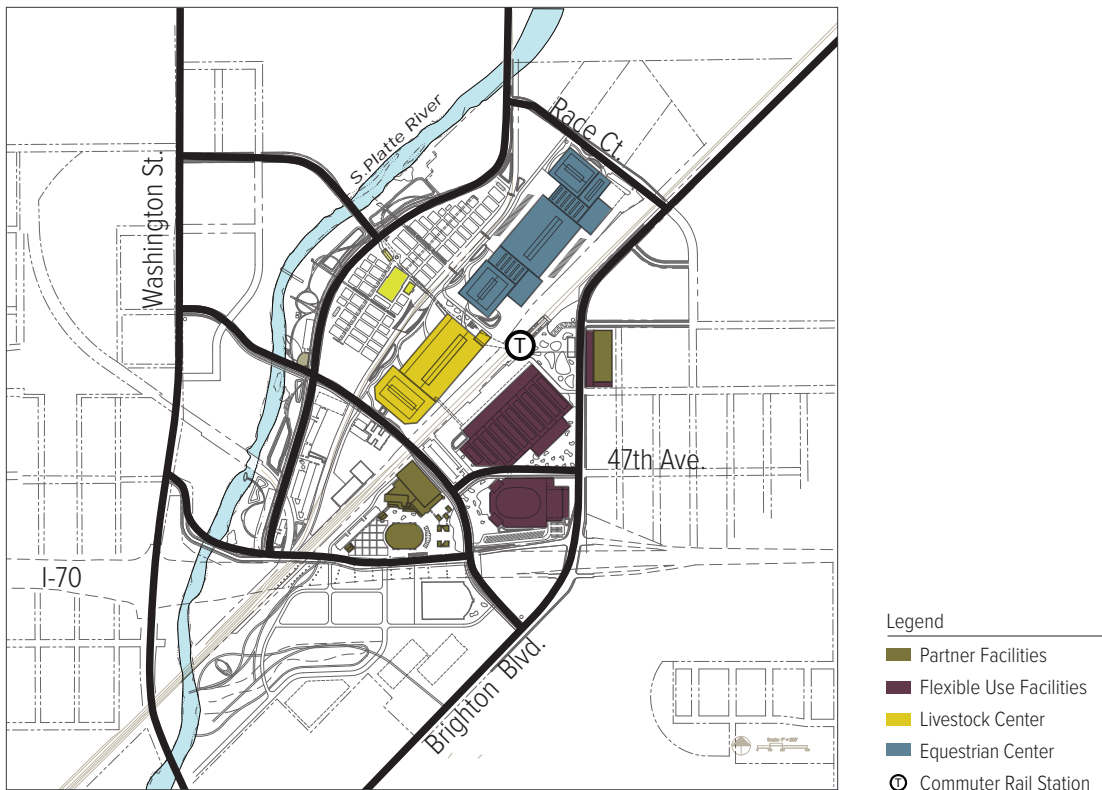 Race Ct.
S.Platte River
Washington St.
T
47th Ave.
I-70
Brighton Blvd.
Legend
Partner Facilities
Flexible Use Facilities
Livestock Center
Equestrian Center
T Commuter Rail Station